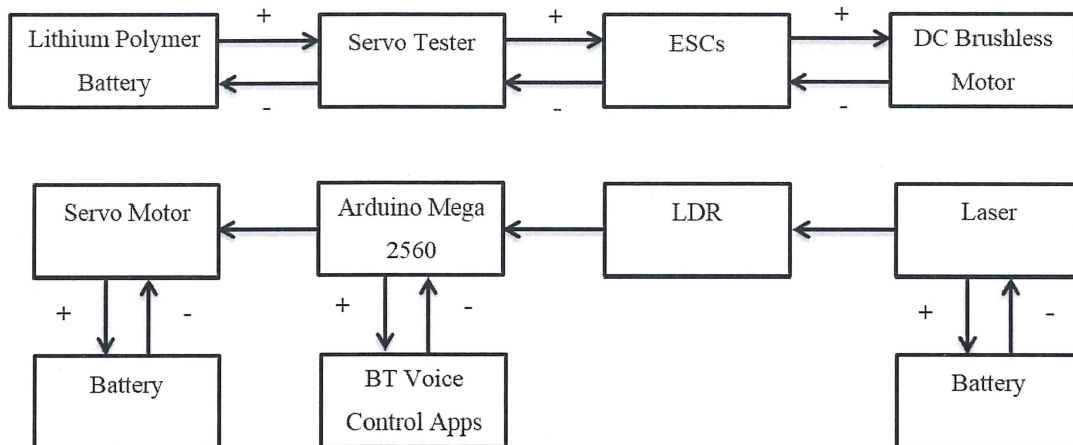 + + +
Lithium Polymer
Battery
Servo Tester
ESCs
DC Brushless
Motor
- - -
Servo Motor
Arduino Mega
2560
LDR
Laser
+ -
+ -
+ -
Battery
BT Voice
Control Apps
Battery